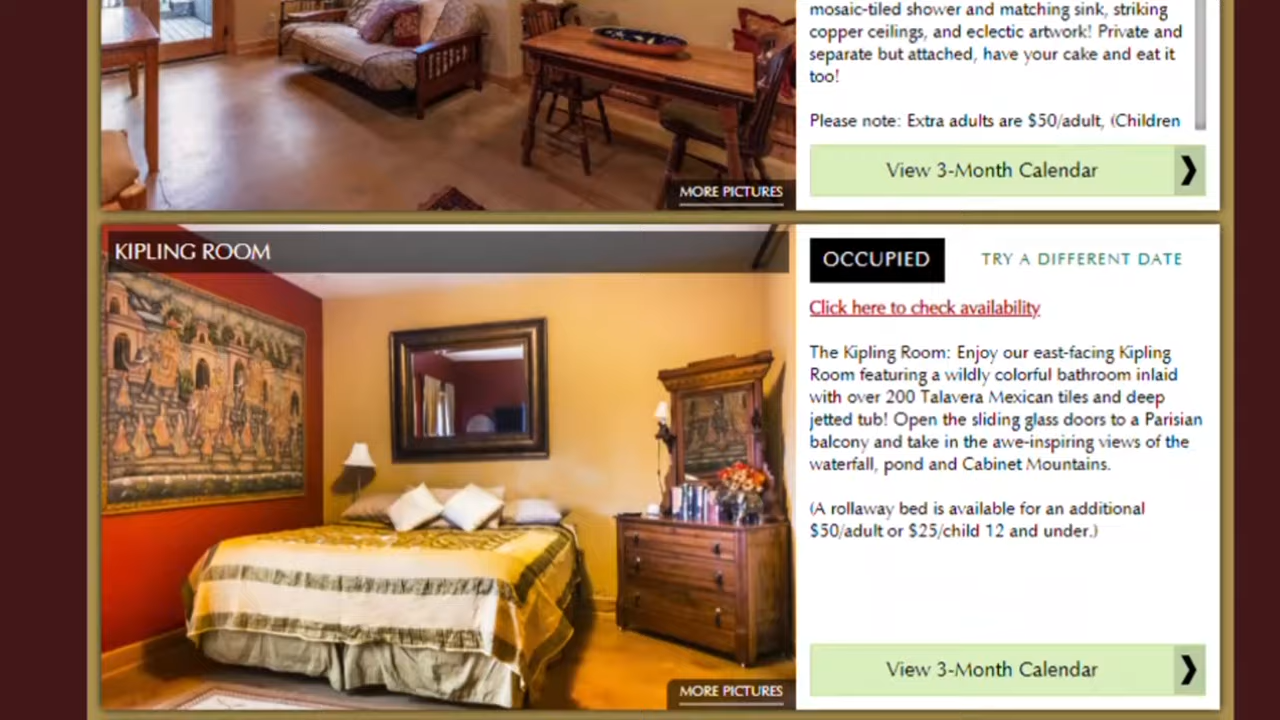 mosaic-tiled shower and matching sink, striking
copper ceilings, and eclectic artwork! Private and
separate but attached, have your cake and eat it
too!
Please note: Extra adults are $50/adult, (Children
View 3-Month Calendar
MORE PICTURES
KIPLING ROOM
OCCUPIED
TRY A DIFFERENT DATE
Click here to check availability
The Kipling Room: Enjoy our east-facing Kipling
Room featuring a wildly colorful bathroom inlaid
with over 200 Talavera Mexican tiles and deep
jetted tub! Open the sliding glass doors to a Parisian
balcony and take in the awe-inspiring views of the
waterfall, pond and Cabinet Mountains.
(A rollaway bed is available for an additional
$50/adult or $25/child 12 and under.)
View 3-Month Calendar
MORE PICTURES